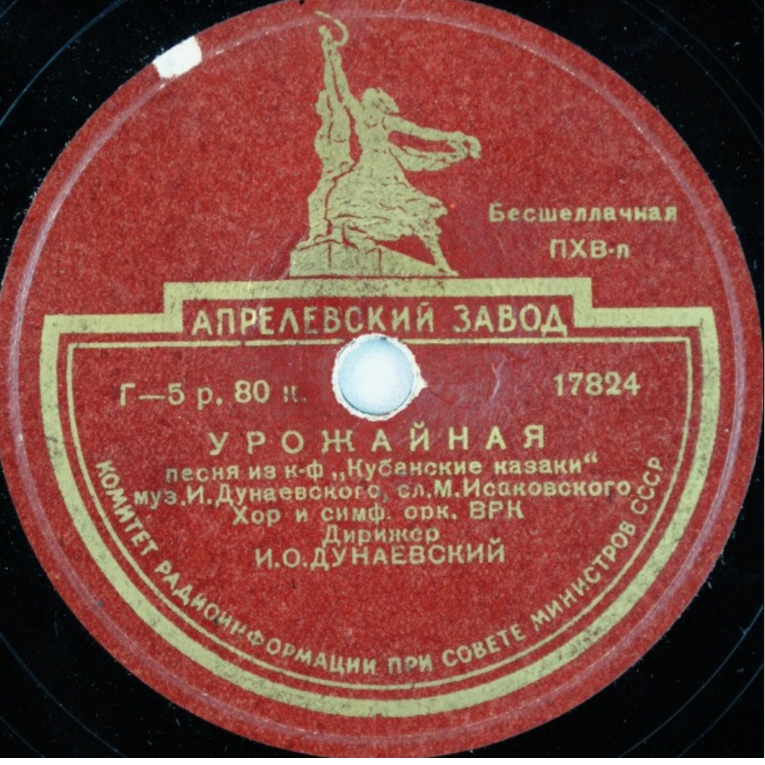 Бесшеллачная
ПХВ-п
АПРЕЛЕВСКИЙ ЗАВОД
Г—5 р. 80 к.
17824
УРОЖАЙНАЯ
песня из к-ф „Кубанские казаки“
муз. И. Дунаевского, сл. М. Исаковского
Хор и симф. орк. ВРК
Дирижер
И.О.ДУНАЕВСКИЙ
КОМИТЕТ РАДИОИНФОРМАЦИИ ПРИ СОВЕТЕ МИНИСТРОВ СССР